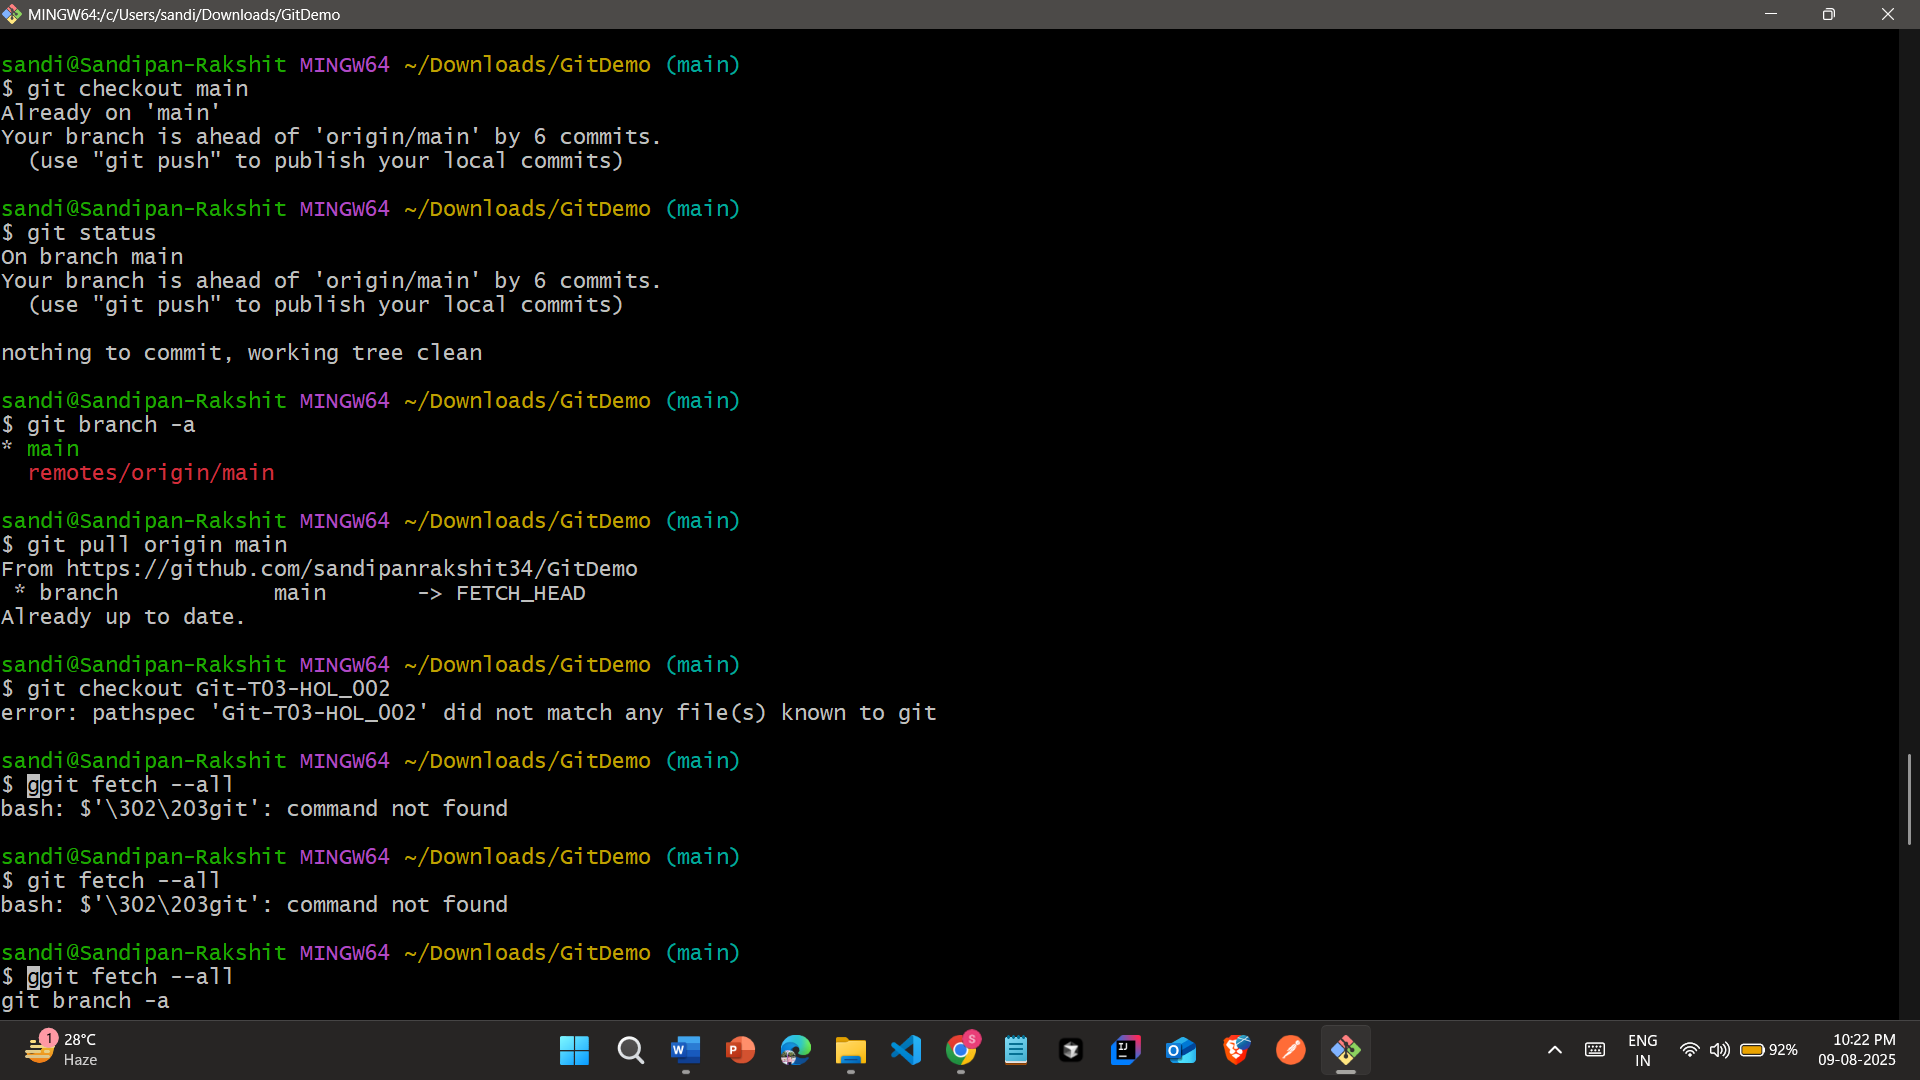 MINGW64:/c/Users/sandi/Downloads/GitDemo
sandi@Sandipan-Rakshit MINGW64 ~/Downloads/GitDemo (main)
$ git checkout main
Already on 'main'
Your branch is ahead of 'origin/main' by 6 commits.
  (use "git push" to publish your local commits)
sandi@Sandipan-Rakshit MINGW64 ~/Downloads/GitDemo (main)
$ git status
On branch main
Your branch is ahead of 'origin/main' by 6 commits.
  (use "git push" to publish your local commits)
nothing to commit, working tree clean
sandi@Sandipan-Rakshit MINGW64 ~/Downloads/GitDemo (main)
$ git branch -a
* main
  remotes/origin/main
sandi@Sandipan-Rakshit MINGW64 ~/Downloads/GitDemo (main)
$ git pull origin main
From https://github.com/sandipanrakshit34/GitDemo
 * branch            main       -> FETCH_HEAD
Already up to date.
sandi@Sandipan-Rakshit MINGW64 ~/Downloads/GitDemo (main)
$ git checkout Git-T03-HOL_002
error: pathspec 'Git-T03-HOL_002' did not match any file(s) known to git
sandi@Sandipan-Rakshit MINGW64 ~/Downloads/GitDemo (main)
$ ggit fetch --all
bash: $'\302\203git': command not found
sandi@Sandipan-Rakshit MINGW64 ~/Downloads/GitDemo (main)
$ git fetch --all
bash: $'\302\203git': command not found
sandi@Sandipan-Rakshit MINGW64 ~/Downloads/GitDemo (main)
$ ggit fetch --all
git branch -a
1
28°C
Haze
W
P
S
IJ
O
ENG
IN
92%
10:22 PM
09-08-2025